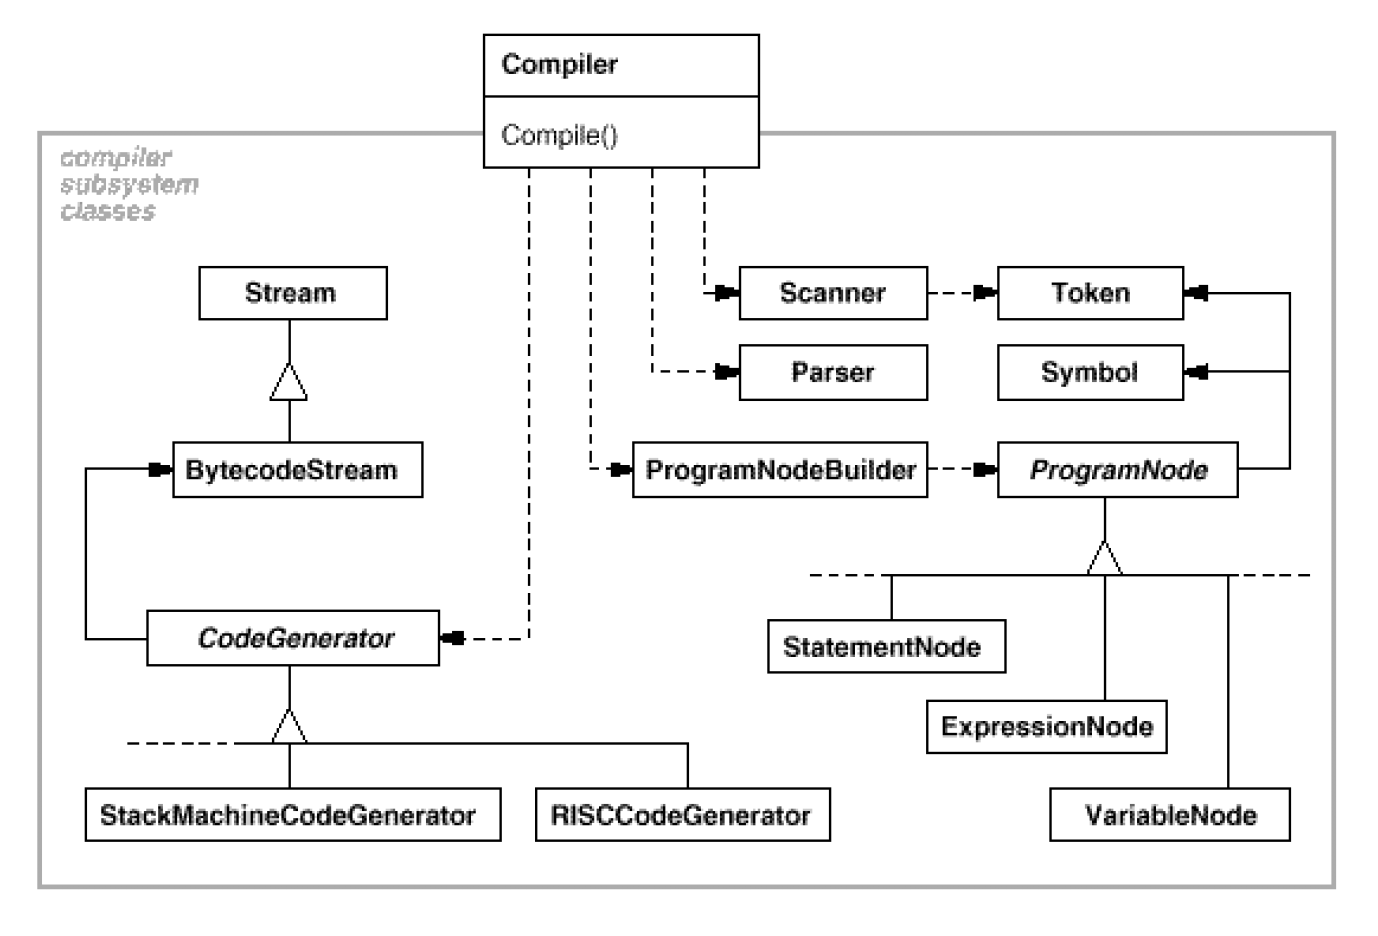 Compiler
Compile()
compiler
subsystem
classes
Stream
Scanner
Token
Parser
Symbol
BytecodeStream
ProgramNodeBuilder
ProgramNode
CodeGenerator
StatementNode
ExpressionNode
StackMachineCodeGenerator
RISCCodeGenerator
VariableNode